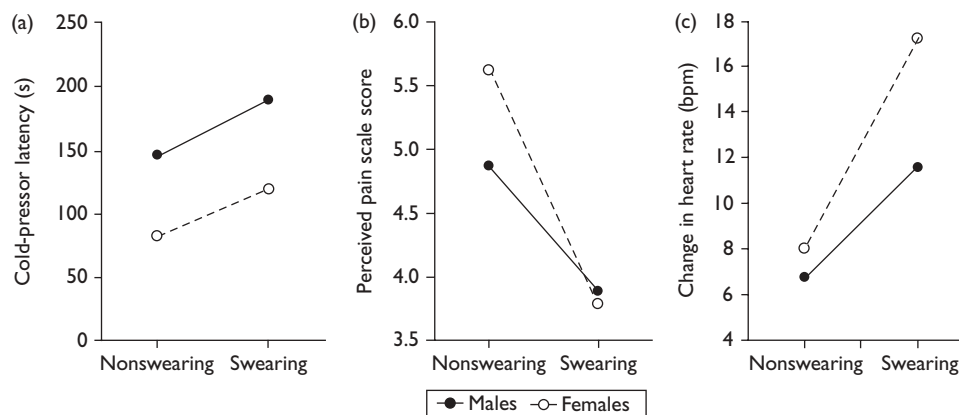 (a)
Cold-pressor latency (s)
250
200
150
100
50
0
Nonswearing Swearing
(b)
Perceived pain scale score
6.0
5.5
5.0
4.5
4.0
3.5
Nonswearing Swearing
(c)
Change in heart rate (bpm)
18
16
14
12
10
8
6
4
Nonswearing Swearing
Males Females